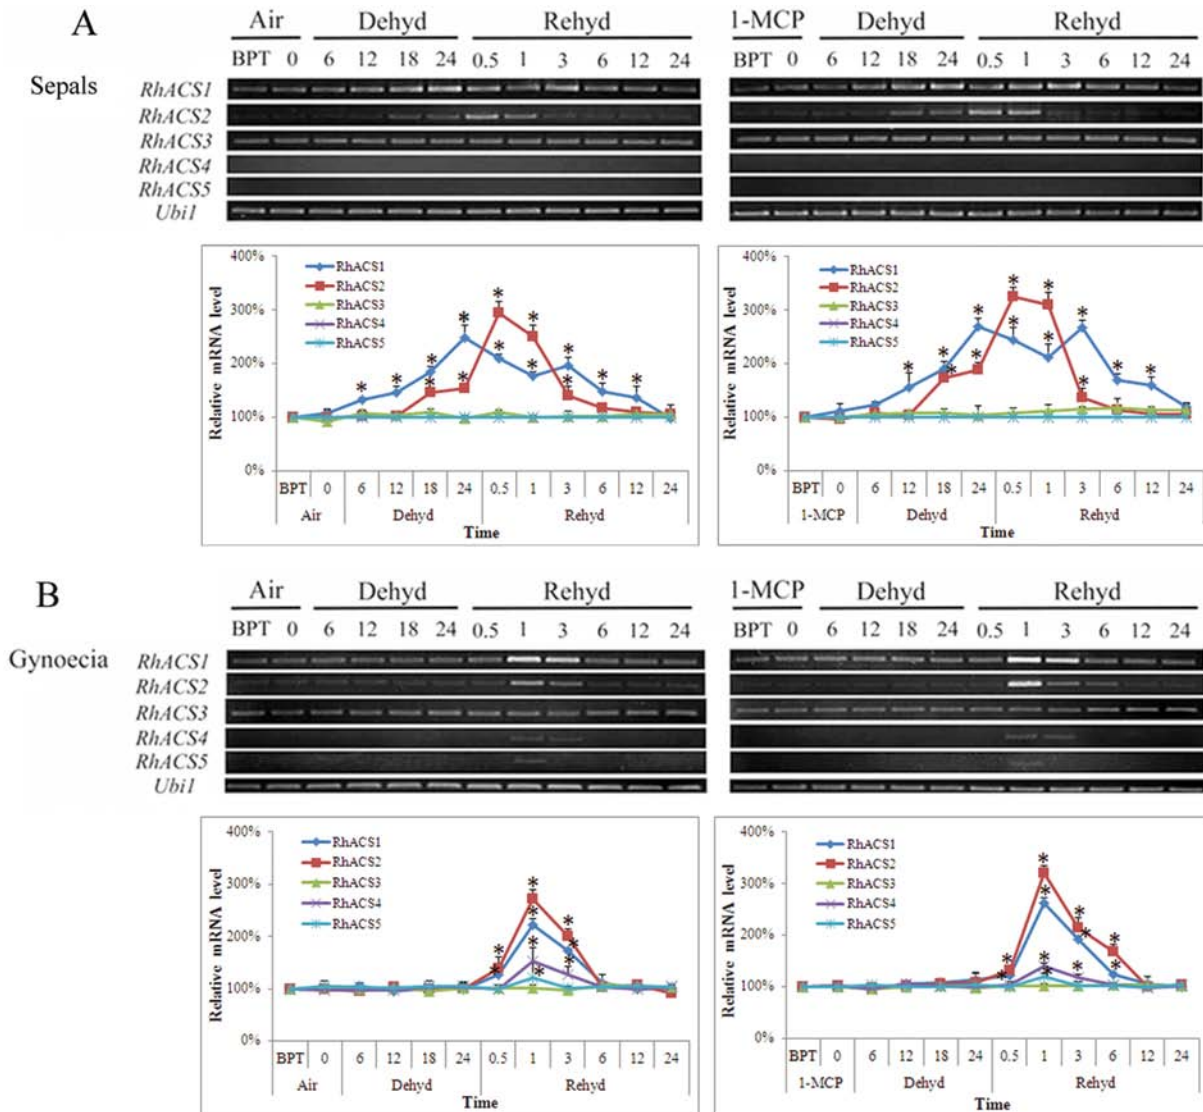 A
Air Dehyd Rehyd 1-MCP Dehyd Rehyd
BPT 0 6 12 18 24 0.5 1 3 6 12 24 BPT 0 6 12 18 24 0.5 1 3 6 12 24
Sepals
RhACS1
RhACS2
RhACS3
RhACS4
RhACS5
Ubi1
400%
300%
200%
100%
0%
Relative mRNA level
RhACS1
RhACS2
RhACS3
RhACS4
RhACS5
* * * * * * * * * * * * *
BPT 0 6 12 18 24 0.5 1 3 6 12 24
Air Dehyd Rehyd
Time
400%
300%
200%
100%
0%
Relative mRNA level
RhACS1
RhACS2
RhACS3
RhACS4
RhACS5
* * * * * * * * * * * * *
BPT 0 6 12 18 24 0.5 1 3 6 12 24
1-MCP Dehyd Rehyd
Time
B
Air Dehyd Rehyd 1-MCP Dehyd Rehyd
BPT 0 6 12 18 24 0.5 1 3 6 12 24 BPT 0 6 12 18 24 0.5 1 3 6 12 24
Gynoecia
RhACS1
RhACS2
RhACS3
RhACS4
RhACS5
Ubi1
400%
300%
200%
100%
0%
Relative mRNA level
RhACS1
RhACS2
RhACS3
RhACS4
RhACS5
* * * * * * * * *
BPT 0 6 12 18 24 0.5 1 3 6 12 24
Air Dehyd Rehyd
Time
400%
300%
200%
100%
0%
Relative mRNA level
RhACS1
RhACS2
RhACS3
RhACS4
RhACS5
* * * * * * * * * * *
BPT 0 6 12 18 24 0.5 1 3 6 12 24
1-MCP Dehyd Rehyd
Time